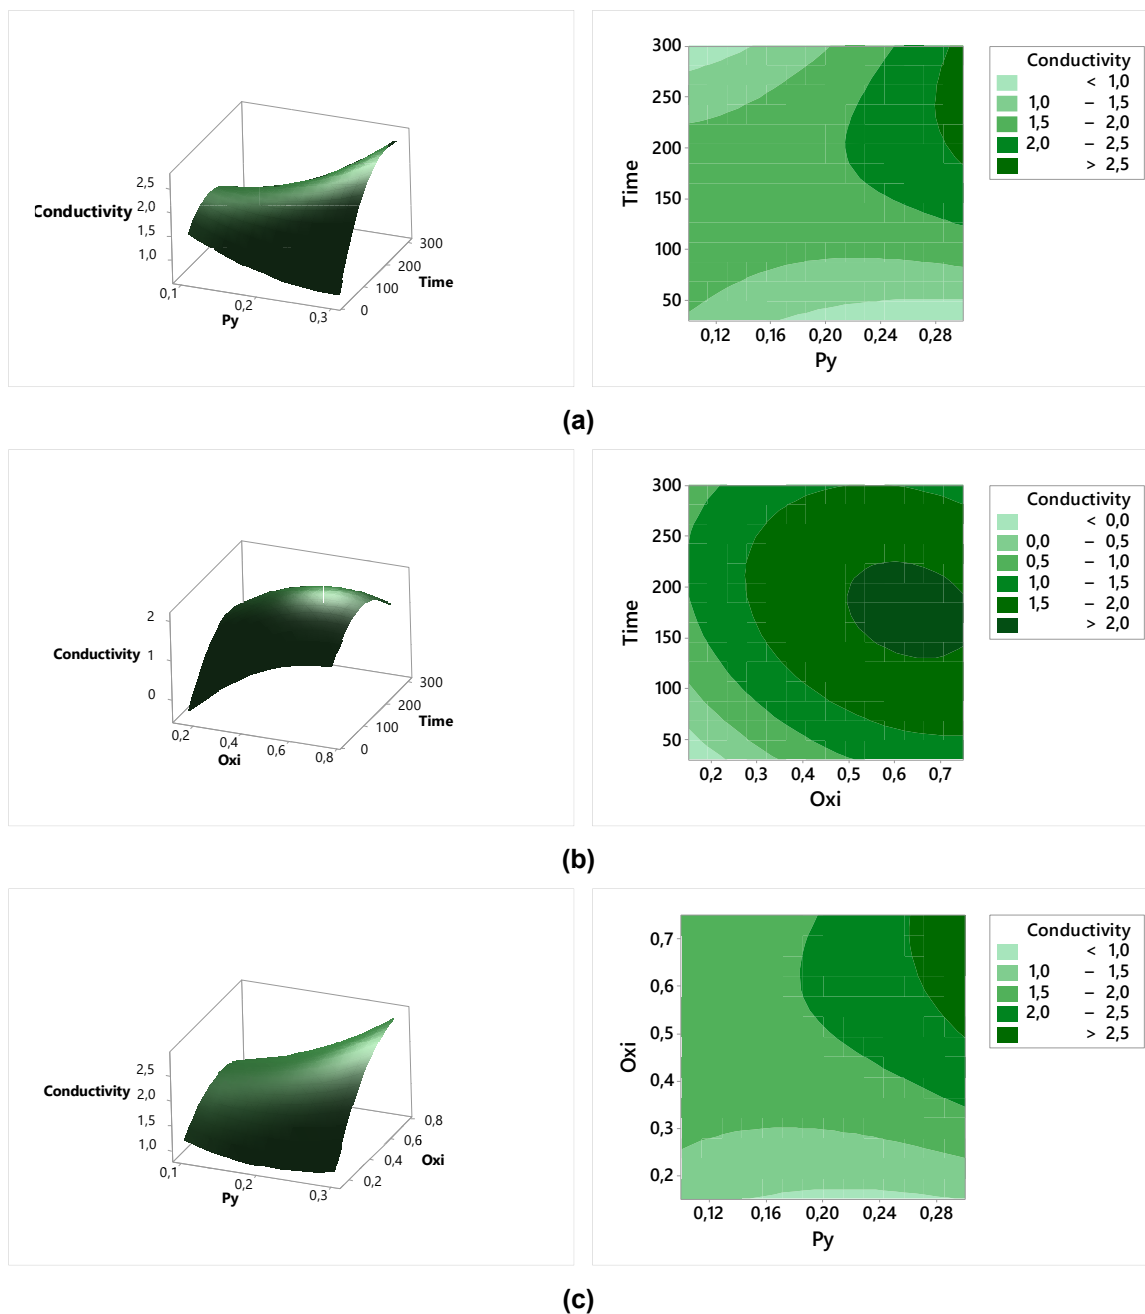 2,5
2,0
Conductivity
1,5
1,0
0,1
0,2
0,3
Py
0
100
200
300
Time
300
250
200
150
100
50
Time
0,12 0,16 0,20 0,24 0,28
Py
Conductivity
< 1,0
1,0 – 1,5
1,5 – 2,0
2,0 – 2,5
> 2,5
(a)
2
Conductivity
1
0
0,2
0,4
0,6
0,8
Oxi
0
100
200
300
Time
300
250
200
150
100
50
Time
0,2 0,3 0,4 0,5 0,6 0,7
Oxi
Conductivity
< 0,0
0,0 – 0,5
0,5 – 1,0
1,0 – 1,5
1,5 – 2,0
> 2,0
(b)
2,5
Conductivity
2,0
1,5
1,0
0,1
0,2
0,3
Py
0,2
0,4
0,6
0,8
Oxi
0,7
0,6
0,5
0,4
0,3
0,2
Oxi
0,12 0,16 0,20 0,24 0,28
Py
Conductivity
< 1,0
1,0 – 1,5
1,5 – 2,0
2,0 – 2,5
> 2,5
(c)